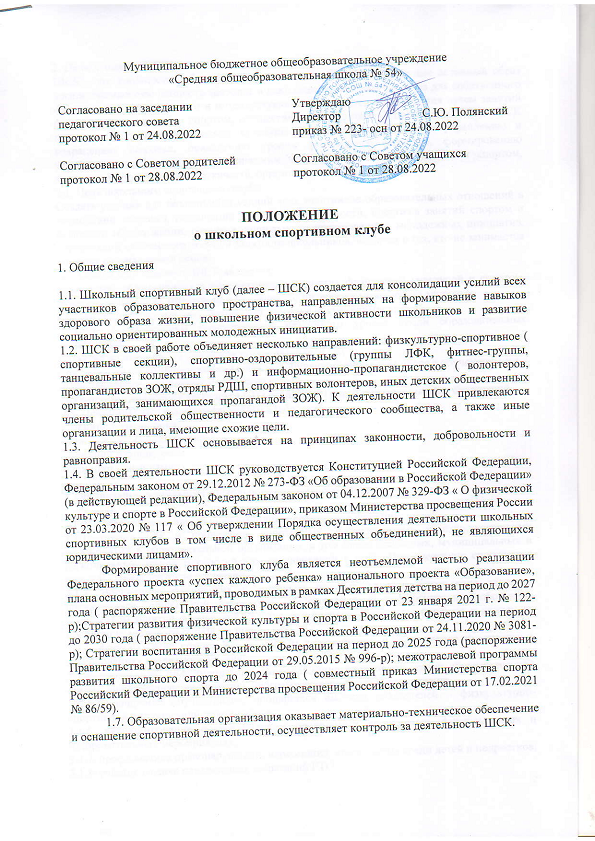 Муниципальное бюджетное общеобразовательное учреждение
«Средняя общеобразовательная школа № 54»
Согласовано на заседании
педагогического совета
протокол № 1 от 24.08.2022
Утверждаю
Директор С.Ю. Полянский
приказ № 223- осн от 24.08.2022
Согласовано с Советом родителей
протокол № 1 от 28.08.2022
Согласовано с Советом учащихся
протокол № 1 от 28.08.2022
ПОЛОЖЕНИЕ
о школьном спортивном клубе
1. Общие сведения
1.1. Школьный спортивный клуб (далее – ШСК) создается для консолидации усилий всех
участников образовательного пространства, направленных на формирование навыков
здорового образа жизни, повышение физической активности школьников и развитие
социально ориентированных молодежных инициатив.
1.2. ШСК в своей работе объединяет несколько направлений: физкультурно-спортивное (
спортивные секции), спортивно-оздоровительные (группы ЛФК, фитнес-группы,
танцевальные коллективы и др.) и информационно-пропагандистское ( волонтеров,
пропагандистов ЗОЖ, отряды РДШ, спортивных волонтеров, иных детских общественных
организаций, занимающихся пропагандой ЗОЖ). К деятельности ШСК привлекаются
члены родительской общественности и педагогического сообщества, а также иные
организации и лица, имеющие схожие цели.
1.3. Деятельность ШСК основывается на принципах законности, добровольности и
равноправия.
1.4. В своей деятельности ШСК руководствуется Конституцией Российской Федерации,
Федеральным законом от 29.12.2012 № 273-ФЗ «Об образовании в Российской Федерации»
(в действующей редакции), Федеральным законом от 04.12.2007 № 329-ФЗ « О физической
культуре и спорте в Российской Федерации», приказом Министерства просвещения России
от 23.03.2020 № 117 « Об утверждении Порядка осуществления деятельности школьных
спортивных клубов в том числе в виде общественных объединений), не являющихся
юридическими лицами».
Формирование спортивного клуба является неотъемлемой частью реализации
Федерального проекта «успех каждого ребенка» национального проекта «Образование»,
плана основных мероприятий, проводимых в рамках Десятилетия детства на период до 2027
года ( распоряжение Правительства Российской Федерации от 23 января 2021 г. № 122-
р);Стратегии развития физической культуры и спорта в Российской Федерации на период
до 2030 года ( распоряжение Правительства Российской Федерации от 24.11.2020 № 3081-
р); Стратегии воспитания в Российской Федерации на период до 2025 года (распоряжение
Правительства Российской Федерации от 29.05.2015 № 996-р); межотраслевой программы
развития школьного спорта до 2024 года ( совместный приказ Министерства спорта
Российский Федерации и Министерства просвещения Российской Федерации от 17.02.2021
№ 86/59).
1.7. Образовательная организация оказывает материально-техническое обеспечение
и оснащение спортивной деятельности, осуществляет контроль за деятельность ШСК.